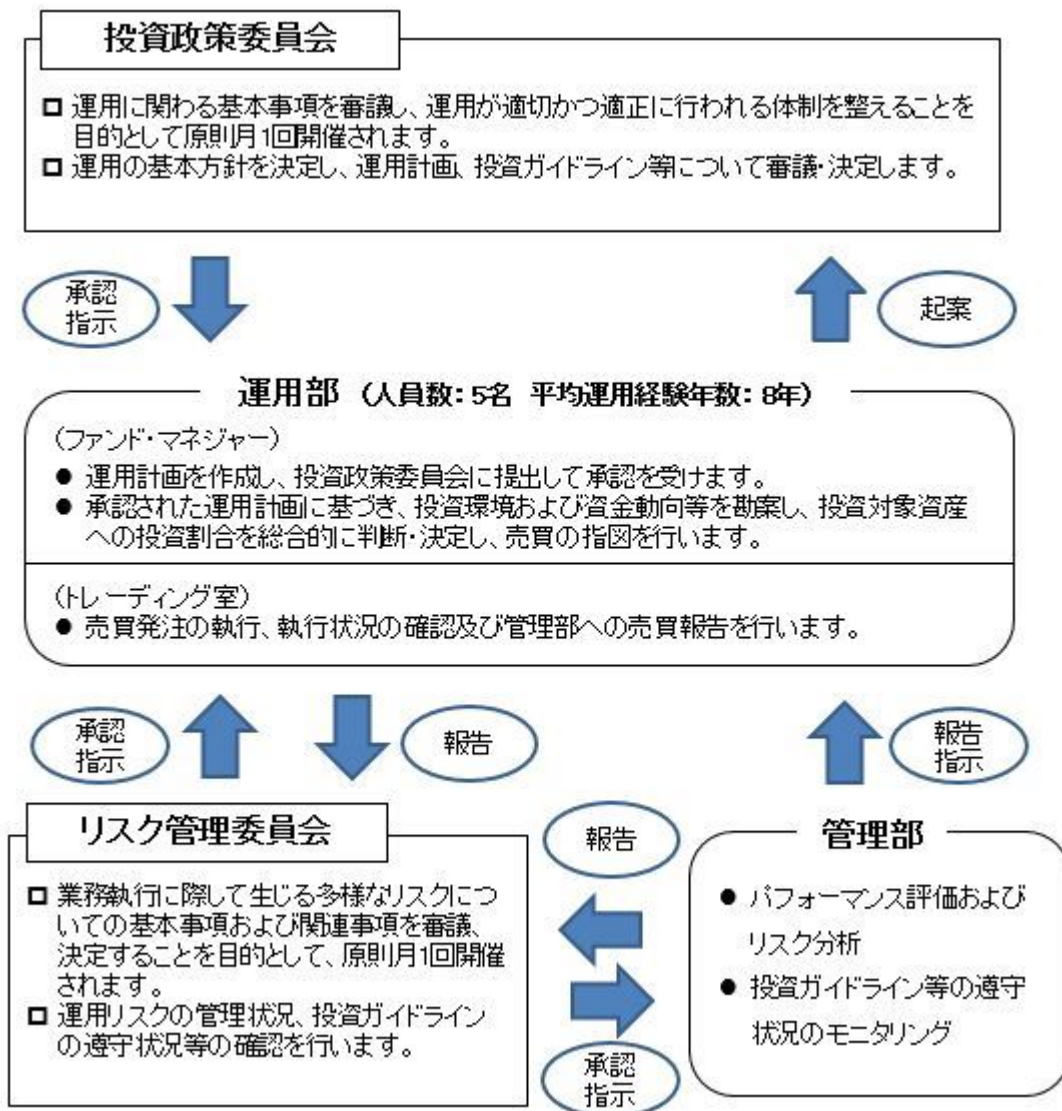 投資政策委員会
□ 運用に関わる基本事項を審議し、運用が適切かつ適正に行われる体制を整えることを
目的として原則月1回開催されます。
□ 運用の基本方針を決定し、運用計画、投資ガイドライン等について審議・決定します。
承認
指示
起案
運用部 （人員数：5名 平均運用経験年数：8年）
（ファンド・マネジャー）
● 運用計画を作成し、投資政策委員会に提出して承認を受けます。
● 承認された運用計画に基づき、投資環境および資金動向等を勘案し、投資対象資産
への投資割合を総合的に判断・決定し、売買の指図を行います。
（トレーディング室）
● 売買発注の執行、執行状況の確認及び管理部への売買報告を行います。
承認
指示
報告
報告
指示
リスク管理委員会
□ 業務執行に際して生じる多様なリスクにつ
いての基本事項および関連事項を審議、
決定することを目的として、原則月1回開催
されます。
□ 運用リスクの管理状況、投資ガイドライン
の遵守状況等の確認を行います。
報告
承認
指示
管理部
● パフォーマンス評価および
リスク分析
● 投資ガイドライン等の遵守
状況のモニタリング